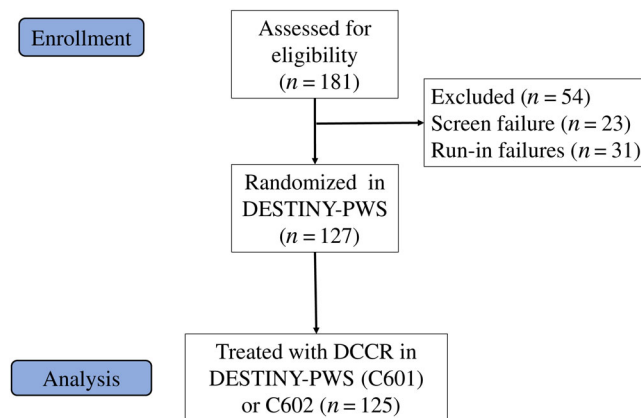 Enrollment
Assessed for
eligibility
(n = 181)
Excluded (n = 54)
Screen failure (n = 23)
Run-in failures (n = 31)
Randomized in
DESTINY-PWS
(n = 127)
Analysis
Treated with DCCR in
DESTINY-PWS (C601)
or C602 (n = 125)